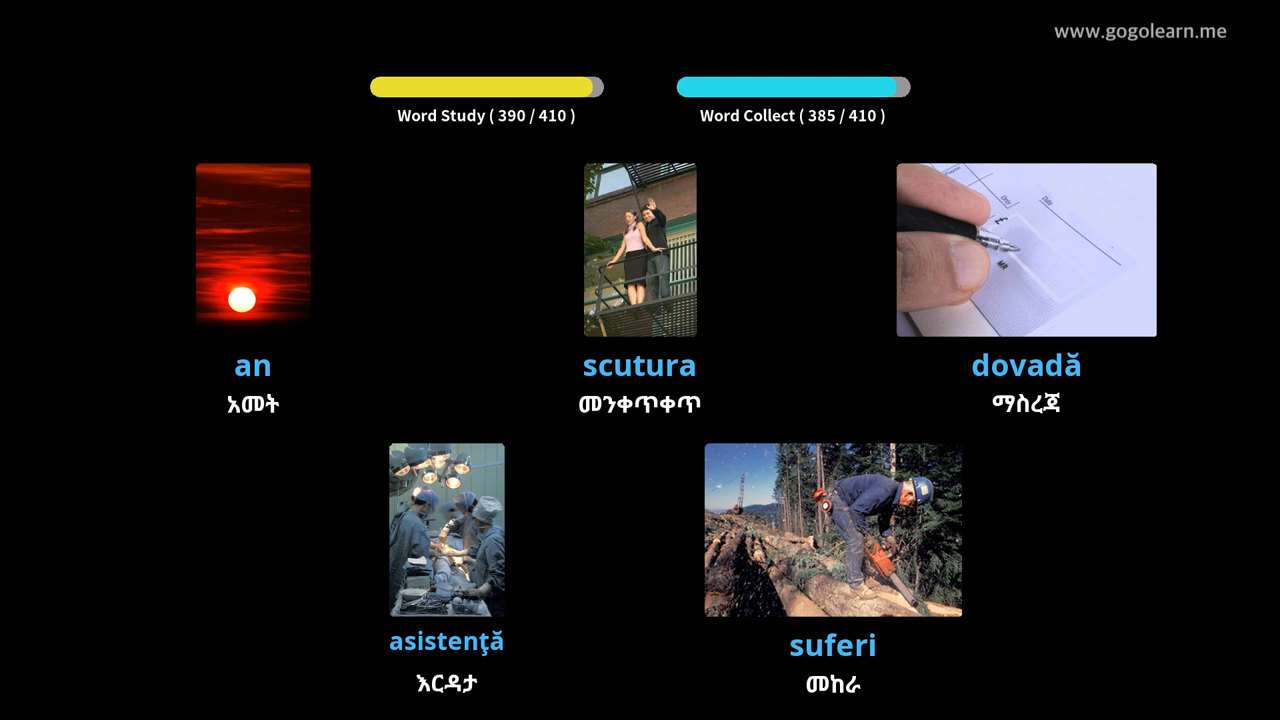 www.gogolearn.me
Word Study ( 390 / 410 )
Word Collect ( 385 / 410 )
an
scutura
dovadă
አመት
መንቀጥቀጥ
ማስረጃ
asistenţă
suferi
እርዳታ
መከራ